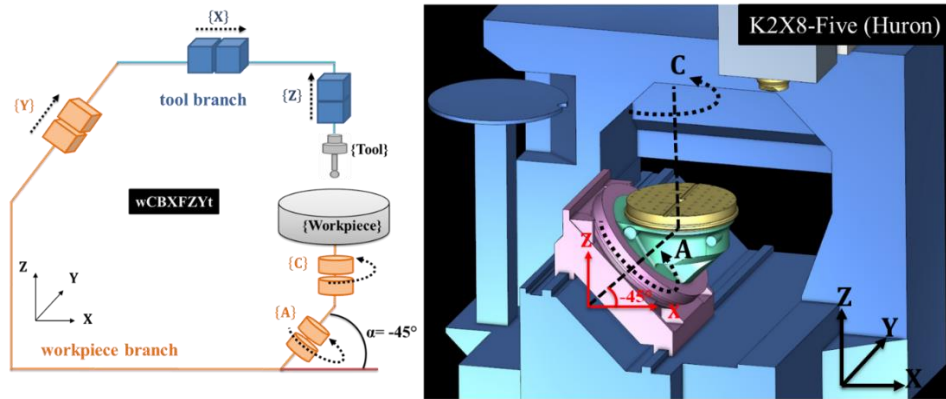 {X}
{Y}
tool branch
{Z}
{Tool}
wCBXFZYt
{Workpiece}
{C}
Z
Y
X
{A}
α= -45°
workpiece branch
K2X8-Five (Huron)
C
A
Z
-45°
X
Z
Y
X